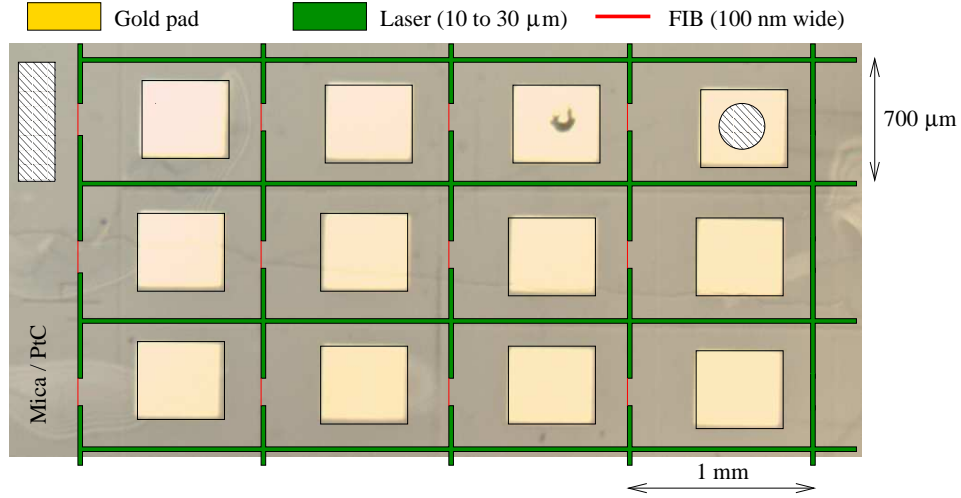 Gold pad
Laser (10 to 30 μm)
FIB (100 nm wide)
700 μm
Mica / PtC
1 mm